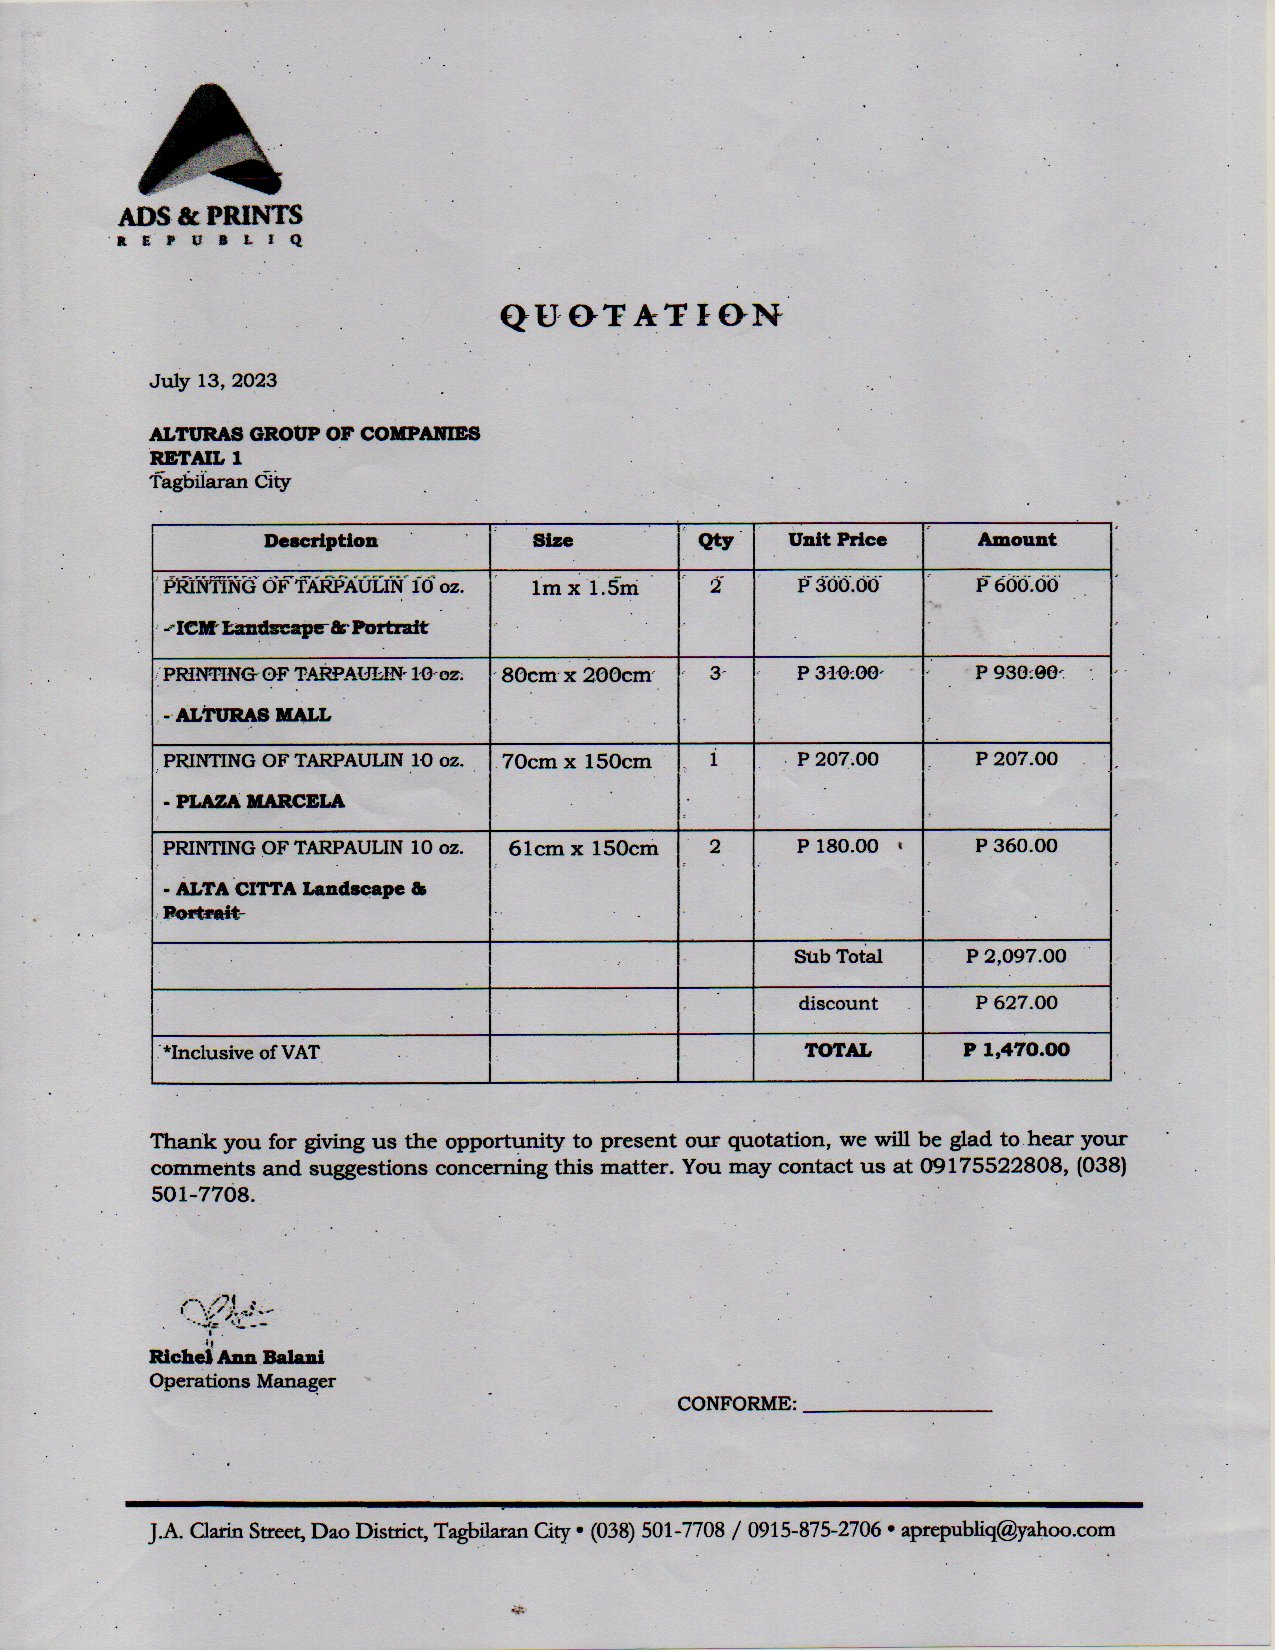 ADS & PRINTS
REPUBLIQ
QUOTATION
July 13, 2023
ALTURAS GROUP OF COMPANIES
RETAIL 1
Tagbilaran City
Description Size Qty Unit Price Amount
PRINTING OF TARPAULIN 10 oz. 1m x 1.5m 2 P 300.00 P 600.00
- ICM Landscape & Portrait
PRINTING OF TARPAULIN 10 oz. 80cm x 200cm 3 P 310.00 P 930.00
- ALTURAS MALL
PRINTING OF TARPAULIN 10 oz. 70cm x 150cm 1 P 207.00 P 207.00
- PLAZA MARCELA
PRINTING OF TARPAULIN 10 oz. 61cm x 150cm 2 P 180.00 P 360.00
- ALTA CITTA Landscape &
Portrait
Sub Total P 2,097.00
discount P 627.00
*Inclusive of VAT TOTAL P 1,470.00
Thank you for giving us the opportunity to present our quotation, we will be glad to hear your
comments and suggestions concerning this matter. You may contact us at 09175522808, (038)
501-7708.
Richel Ann Balani
Operations Manager
CONFORME: _______________
J.A. Clarin Street, Dao District, Tagbilaran City • (038) 501-7708 / 0915-875-2706 • aprepubliq@yahoo.com